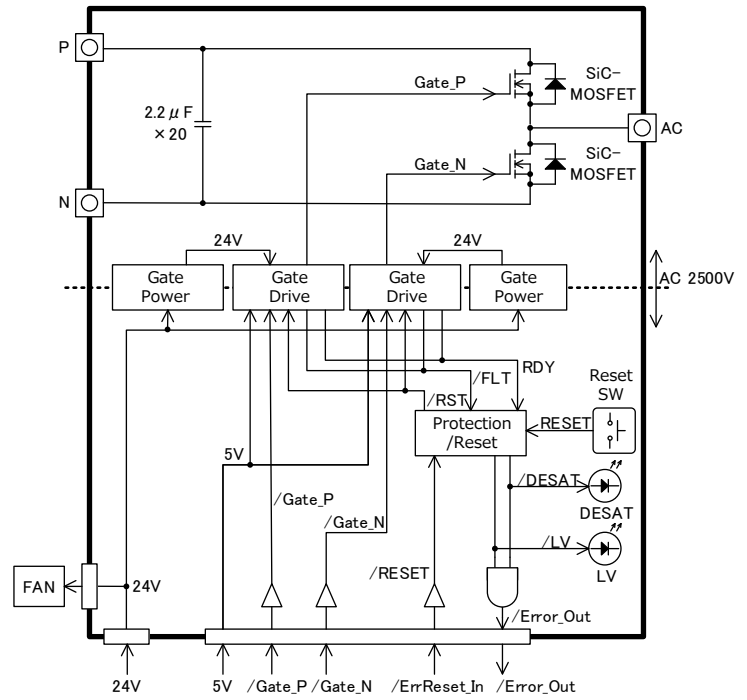 P
Gate_P
SiC-
MOSFET
2.2 μF
×20
AC
Gate_N
SiC-
MOSFET
N
24V
24V
Gate
Power
Gate
Drive
Gate
Drive
Gate
Power
AC 2500V
/FLT
RDY
Reset
SW
/RST
Protection
/Reset
RESET
5V
/DESAT
DESAT
/Gate_P
/Gate_N
/LV
LV
/RESET
FAN
24V
/Error_Out
24V
5V
/Gate_P
/Gate_N
/ErrReset_In
/Error_Out